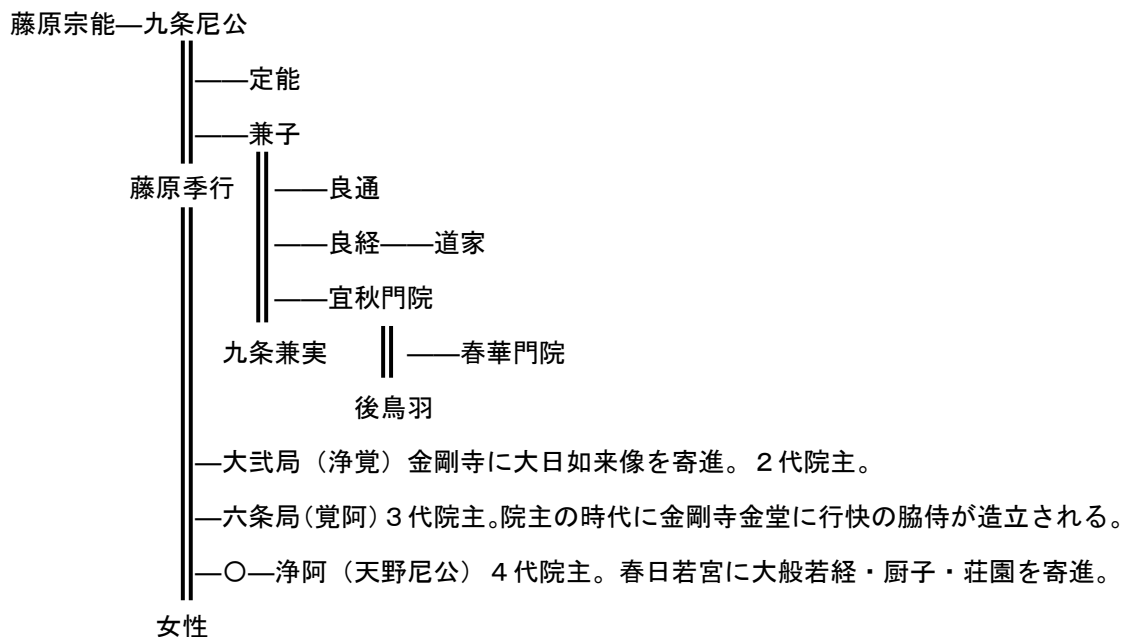 藤原宗能―九条尼公
――定能
――兼子
藤原季行 ――良通
――良経――道家
――宜秋門院
九条兼実 ――春華門院
後鳥羽
―大弐局（浄覚）金剛寺に大日如来像を寄進。２代院主。
―六条局（覚阿）３代院主。院主の時代に金剛寺金堂に行快の脇侍が造立される。
―〇―浄阿（天野尼公）４代院主。春日若宮に大般若経・厨子・荘園を寄進。
女性